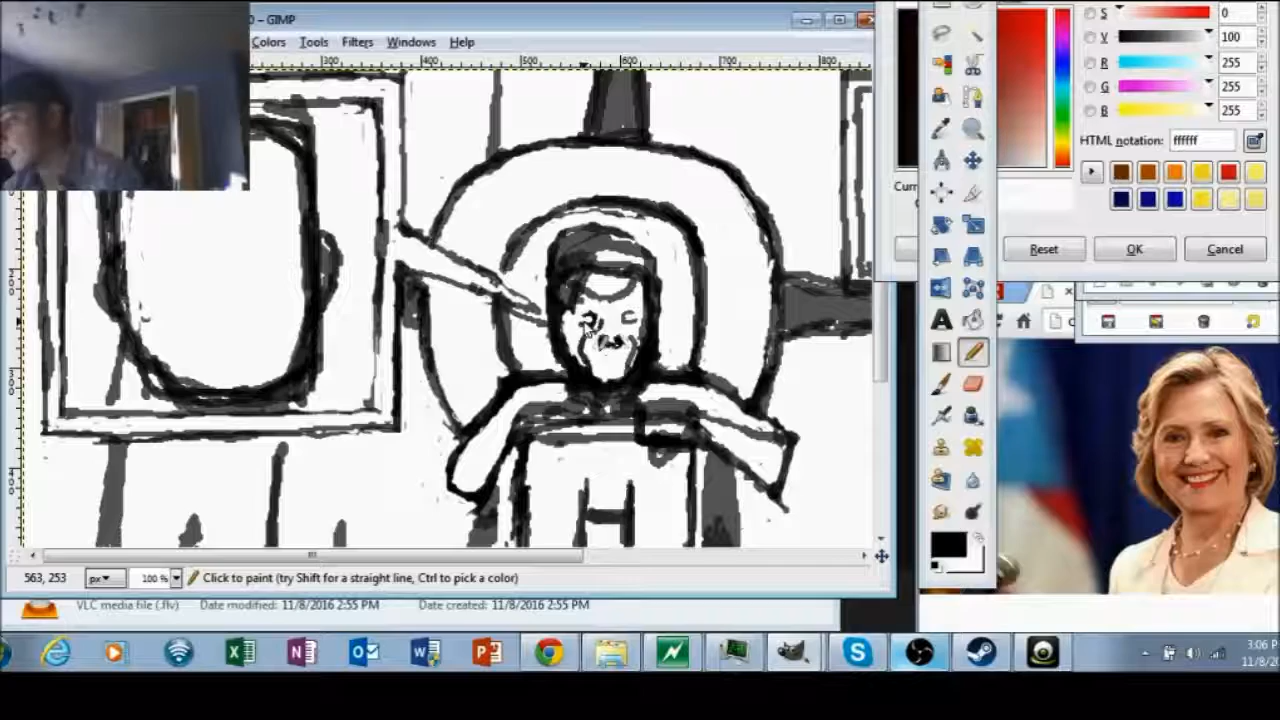 0 - GIMP
Colors Tools Filters Windows Help
300 400 500 600 700 800
S 0
V 100
R 255
G 255
B 255
HTML notation: ffffff
Reset OK Cancel
H
563, 253 px 100 % Click to paint (try Shift for a straight line, Ctrl to pick a color)
VLC media file (.flv) Date modified: 11/8/2016 2:55 PM Date created: 11/8/2016 2:55 PM
3:06 P
11/8/20